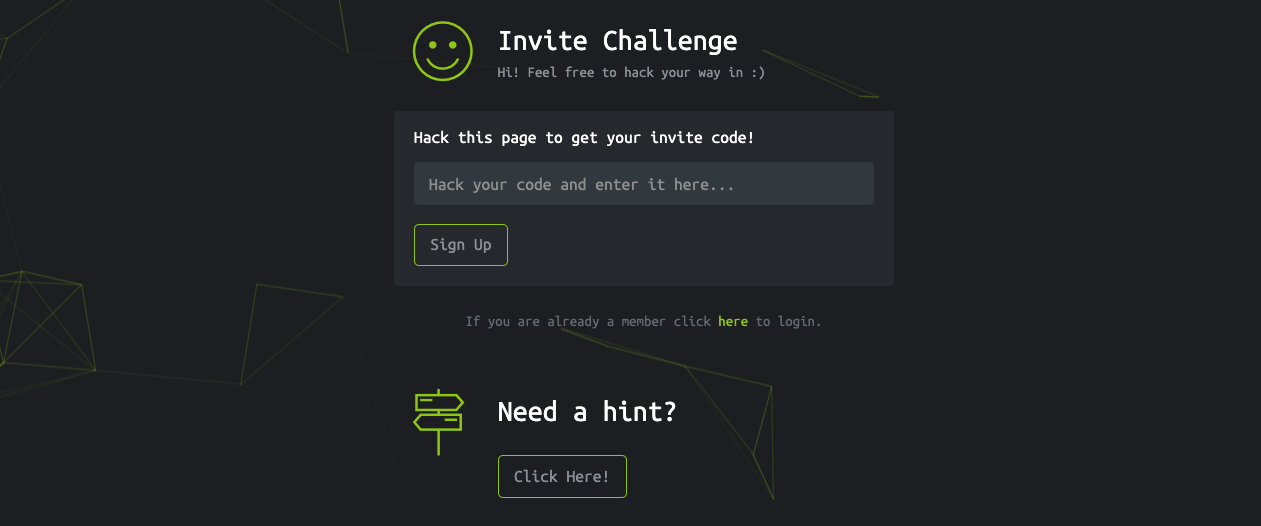 Invite Challenge
Hi! Feel free to hack your way in :)
Hack this page to get your invite code!
Hack your code and enter it here...
Sign Up
If you are already a member click here to login.
Need a hint?
Click Here!